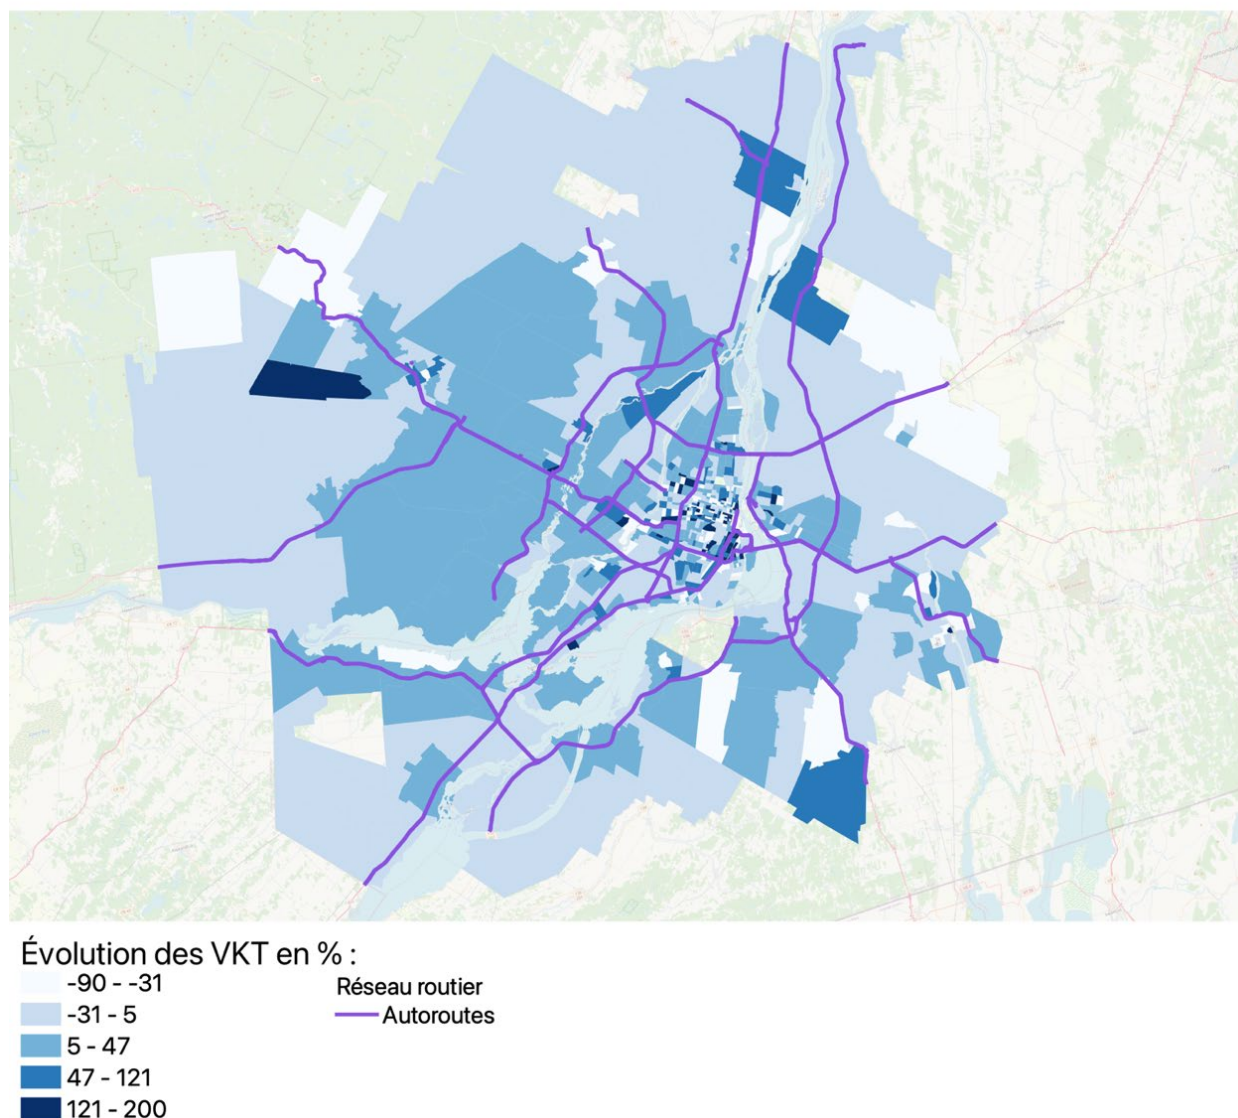 Évolution des VKT en % :
-90 - -31
-31 - 5
5 - 47
47 - 121
121 - 200
Réseau routier
Autoroutes